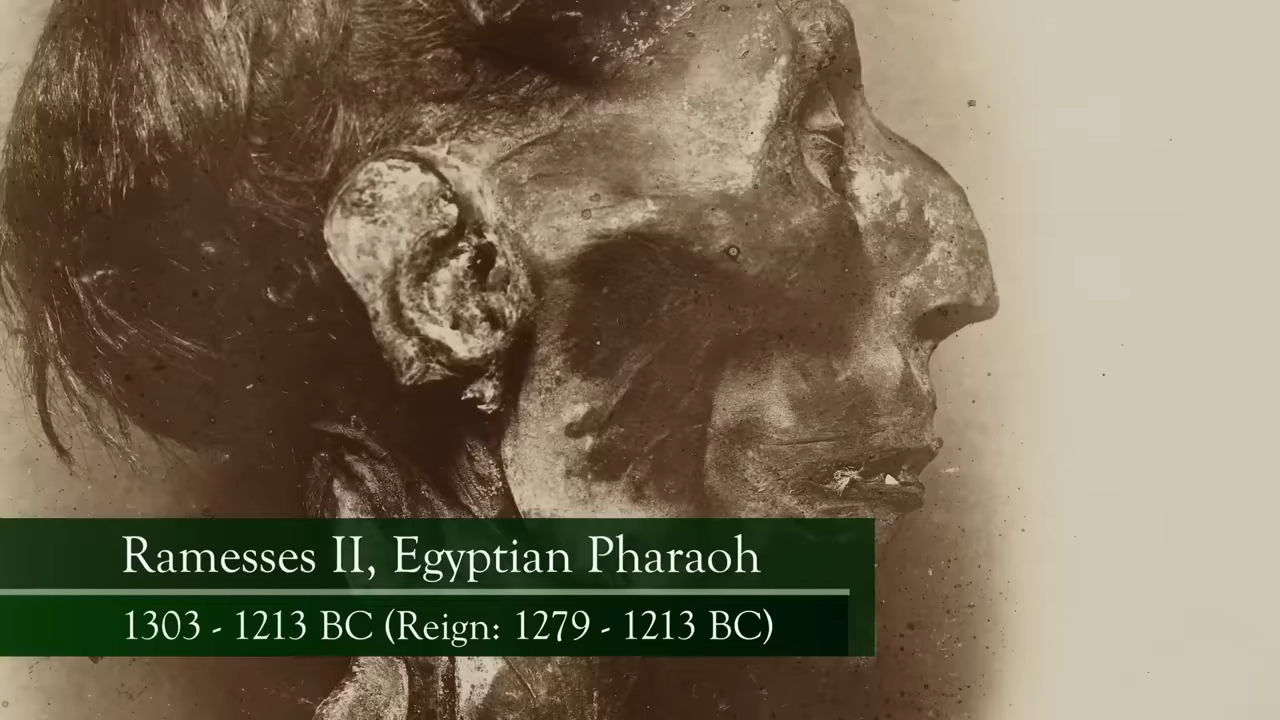 Ramesses II, Egyptian Pharaoh
1303 - 1213 BC (Reign: 1279 - 1213 BC)